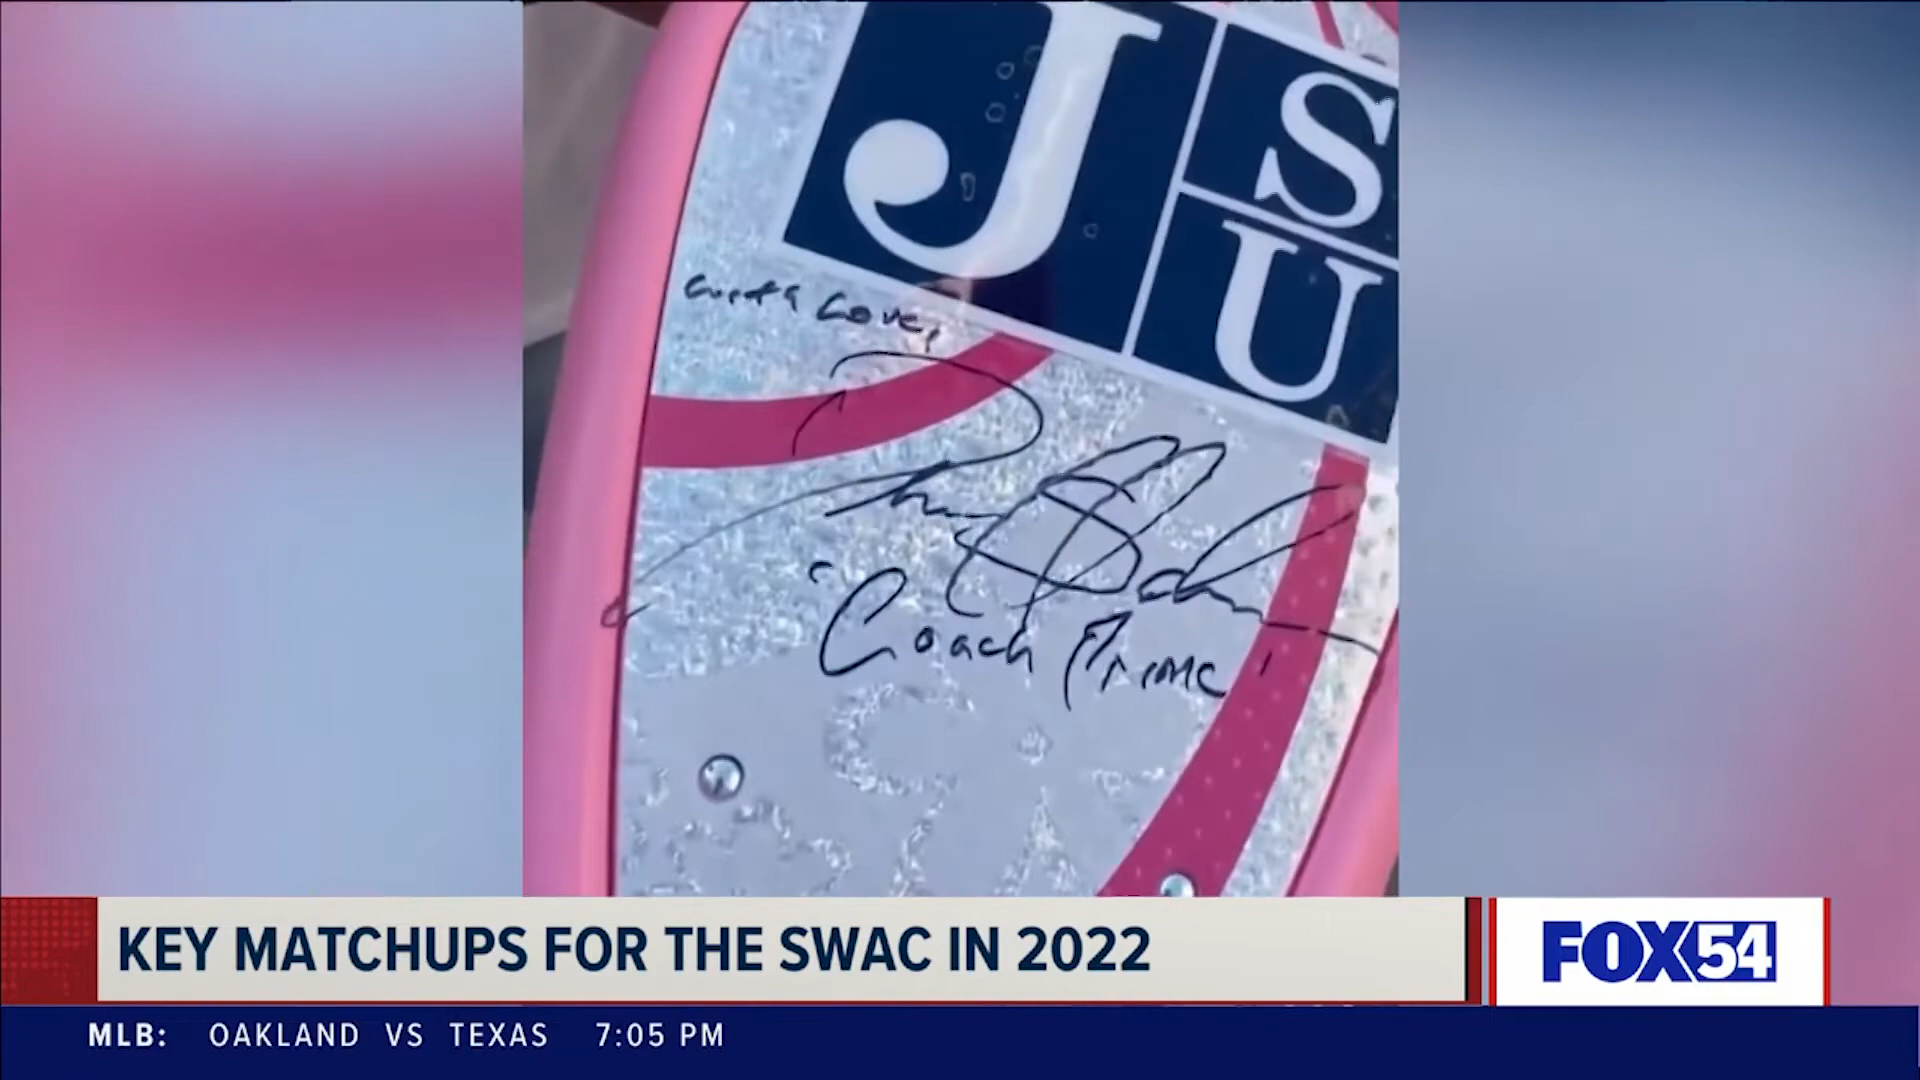 J S
U
With Love,
"Coach Prime"
KEY MATCHUPS FOR THE SWAC IN 2022
FOX54
MLB: OAKLAND VS TEXAS 7:05 PM